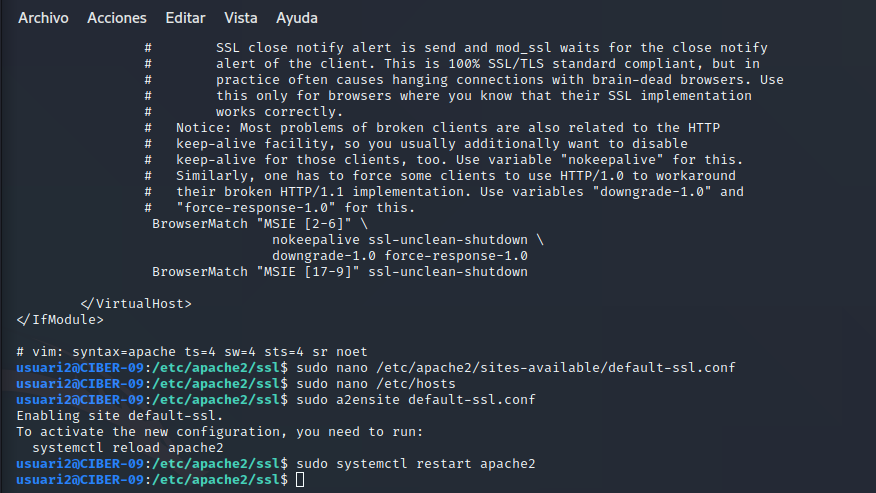 Archivo Acciones Editar Vista Ayuda
# SSL close notify alert is send and mod_ssl waits for the close notify
# alert of the client. This is 100% SSL/TLS standard compliant, but in
# practice often causes hanging connections with brain-dead browsers. Use
# this only for browsers where you know that their SSL implementation
# works correctly.
# Notice: Most problems of broken clients are also related to the HTTP
# keep-alive facility, so you usually additionally want to disable
# keep-alive for those clients, too. Use variable "nokeepalive" for this.
# Similarly, one has to force some clients to use HTTP/1.0 to workaround
# their broken HTTP/1.1 implementation. Use variables "downgrade-1.0" and
# "force-response-1.0" for this.
BrowserMatch "MSIE [2-6]" \
nokeepalive ssl-unclean-shutdown \
downgrade-1.0 force-response-1.0
BrowserMatch "MSIE [17-9]" ssl-unclean-shutdown
</VirtualHost>
</IfModule>
# vim: syntax=apache ts=4 sw=4 sts=4 sr noet
usuari2@CIBER-09:/etc/apache2/ssl$ sudo nano /etc/apache2/sites-available/default-ssl.conf
usuari2@CIBER-09:/etc/apache2/ssl$ sudo nano /etc/hosts
usuari2@CIBER-09:/etc/apache2/ssl$ sudo a2ensite default-ssl.conf
Enabling site default-ssl.
To activate the new configuration, you need to run:
systemctl reload apache2
usuari2@CIBER-09:/etc/apache2/ssl$ sudo systemctl restart apache2
usuari2@CIBER-09:/etc/apache2/ssl$